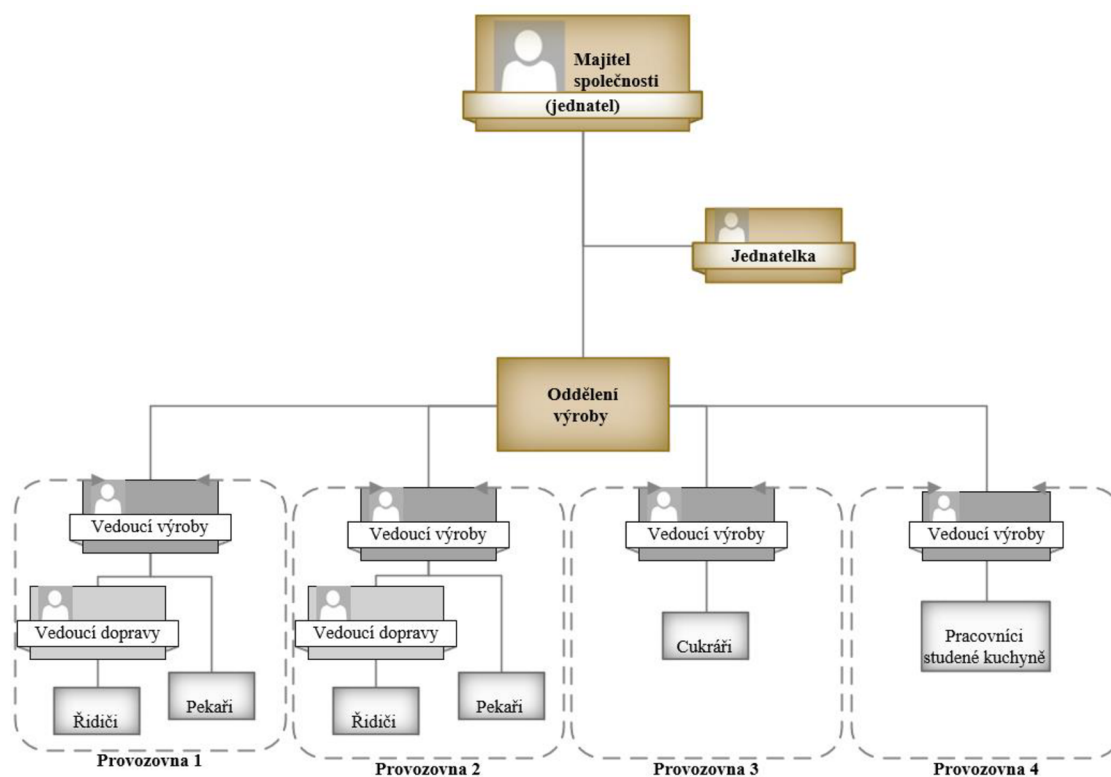 Majitel
společnosti
(jednatel)
Jednatelka
Oddělení
výroby
Vedoucí výroby
Vedoucí dopravy
Řidiči
Pekaři
Provozovna 1
Vedoucí výroby
Vedoucí dopravy
Řidiči
Pekaři
Provozovna 2
Vedoucí výroby
Cukráři
Provozovna 3
Vedoucí výroby
Pracovníci
studené kuchyně
Provozovna 4